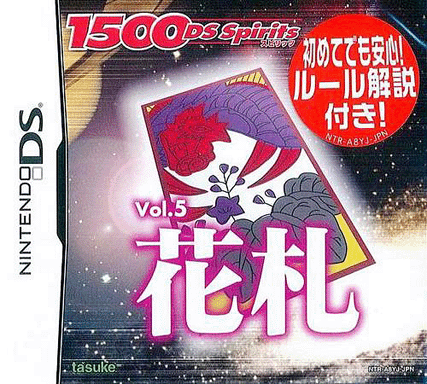 1500 DS Spirits
スピリッツ
初めてでも安心!
ルール解説
付き!
NTR-A8YJ-JPN
NINTENDO DS
Vol.5
花札
tasuke
NTR-A8YJ-JPN